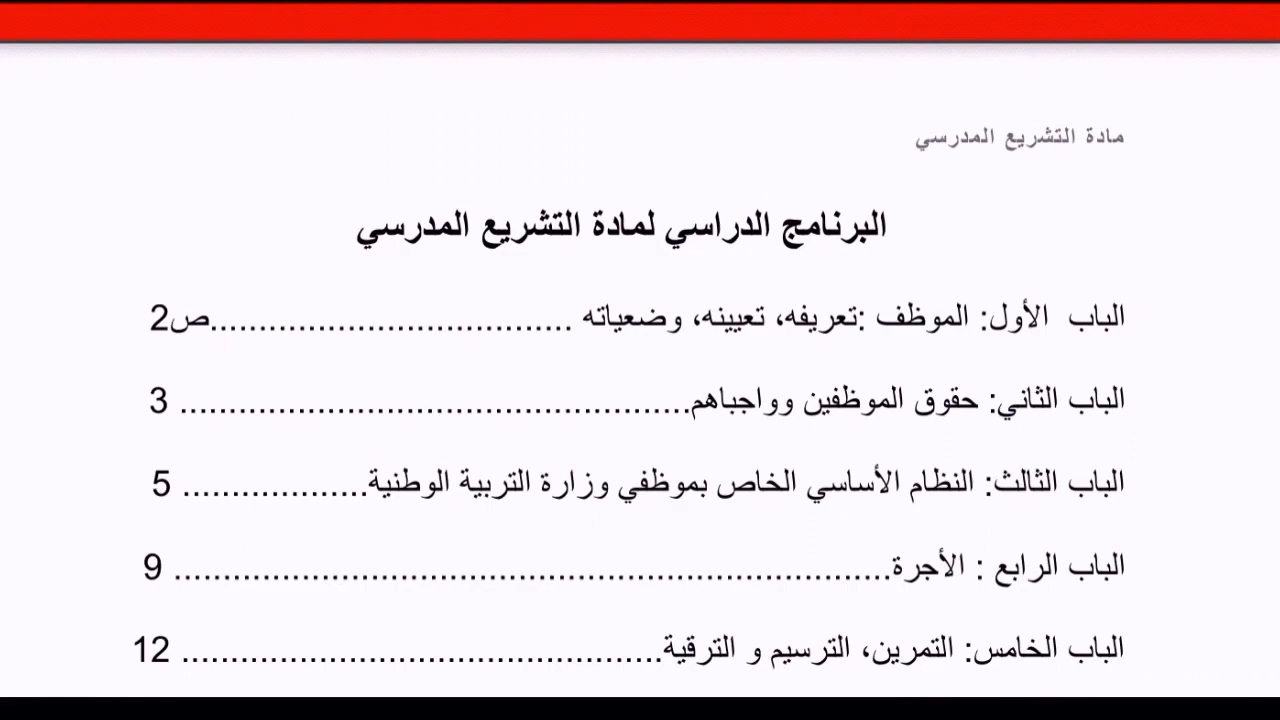 مادة التشريع المدرسي
البرنامج الدراسي لمادة التشريع المدرسي
الباب الأول: الموظف :تعريفه، تعيينه، وضعياته ....................................ص2
الباب الثاني: حقوق الموظفين وواجباهم.................................................... 3
الباب الثالث: النظام الأساسي الخاص بموظفي وزارة التربية الوطنية................... 5
الباب الرابع : الأجرة......................................................................... 9
الباب الخامس: التمرين، الترسيم و الترقية................................................. 12